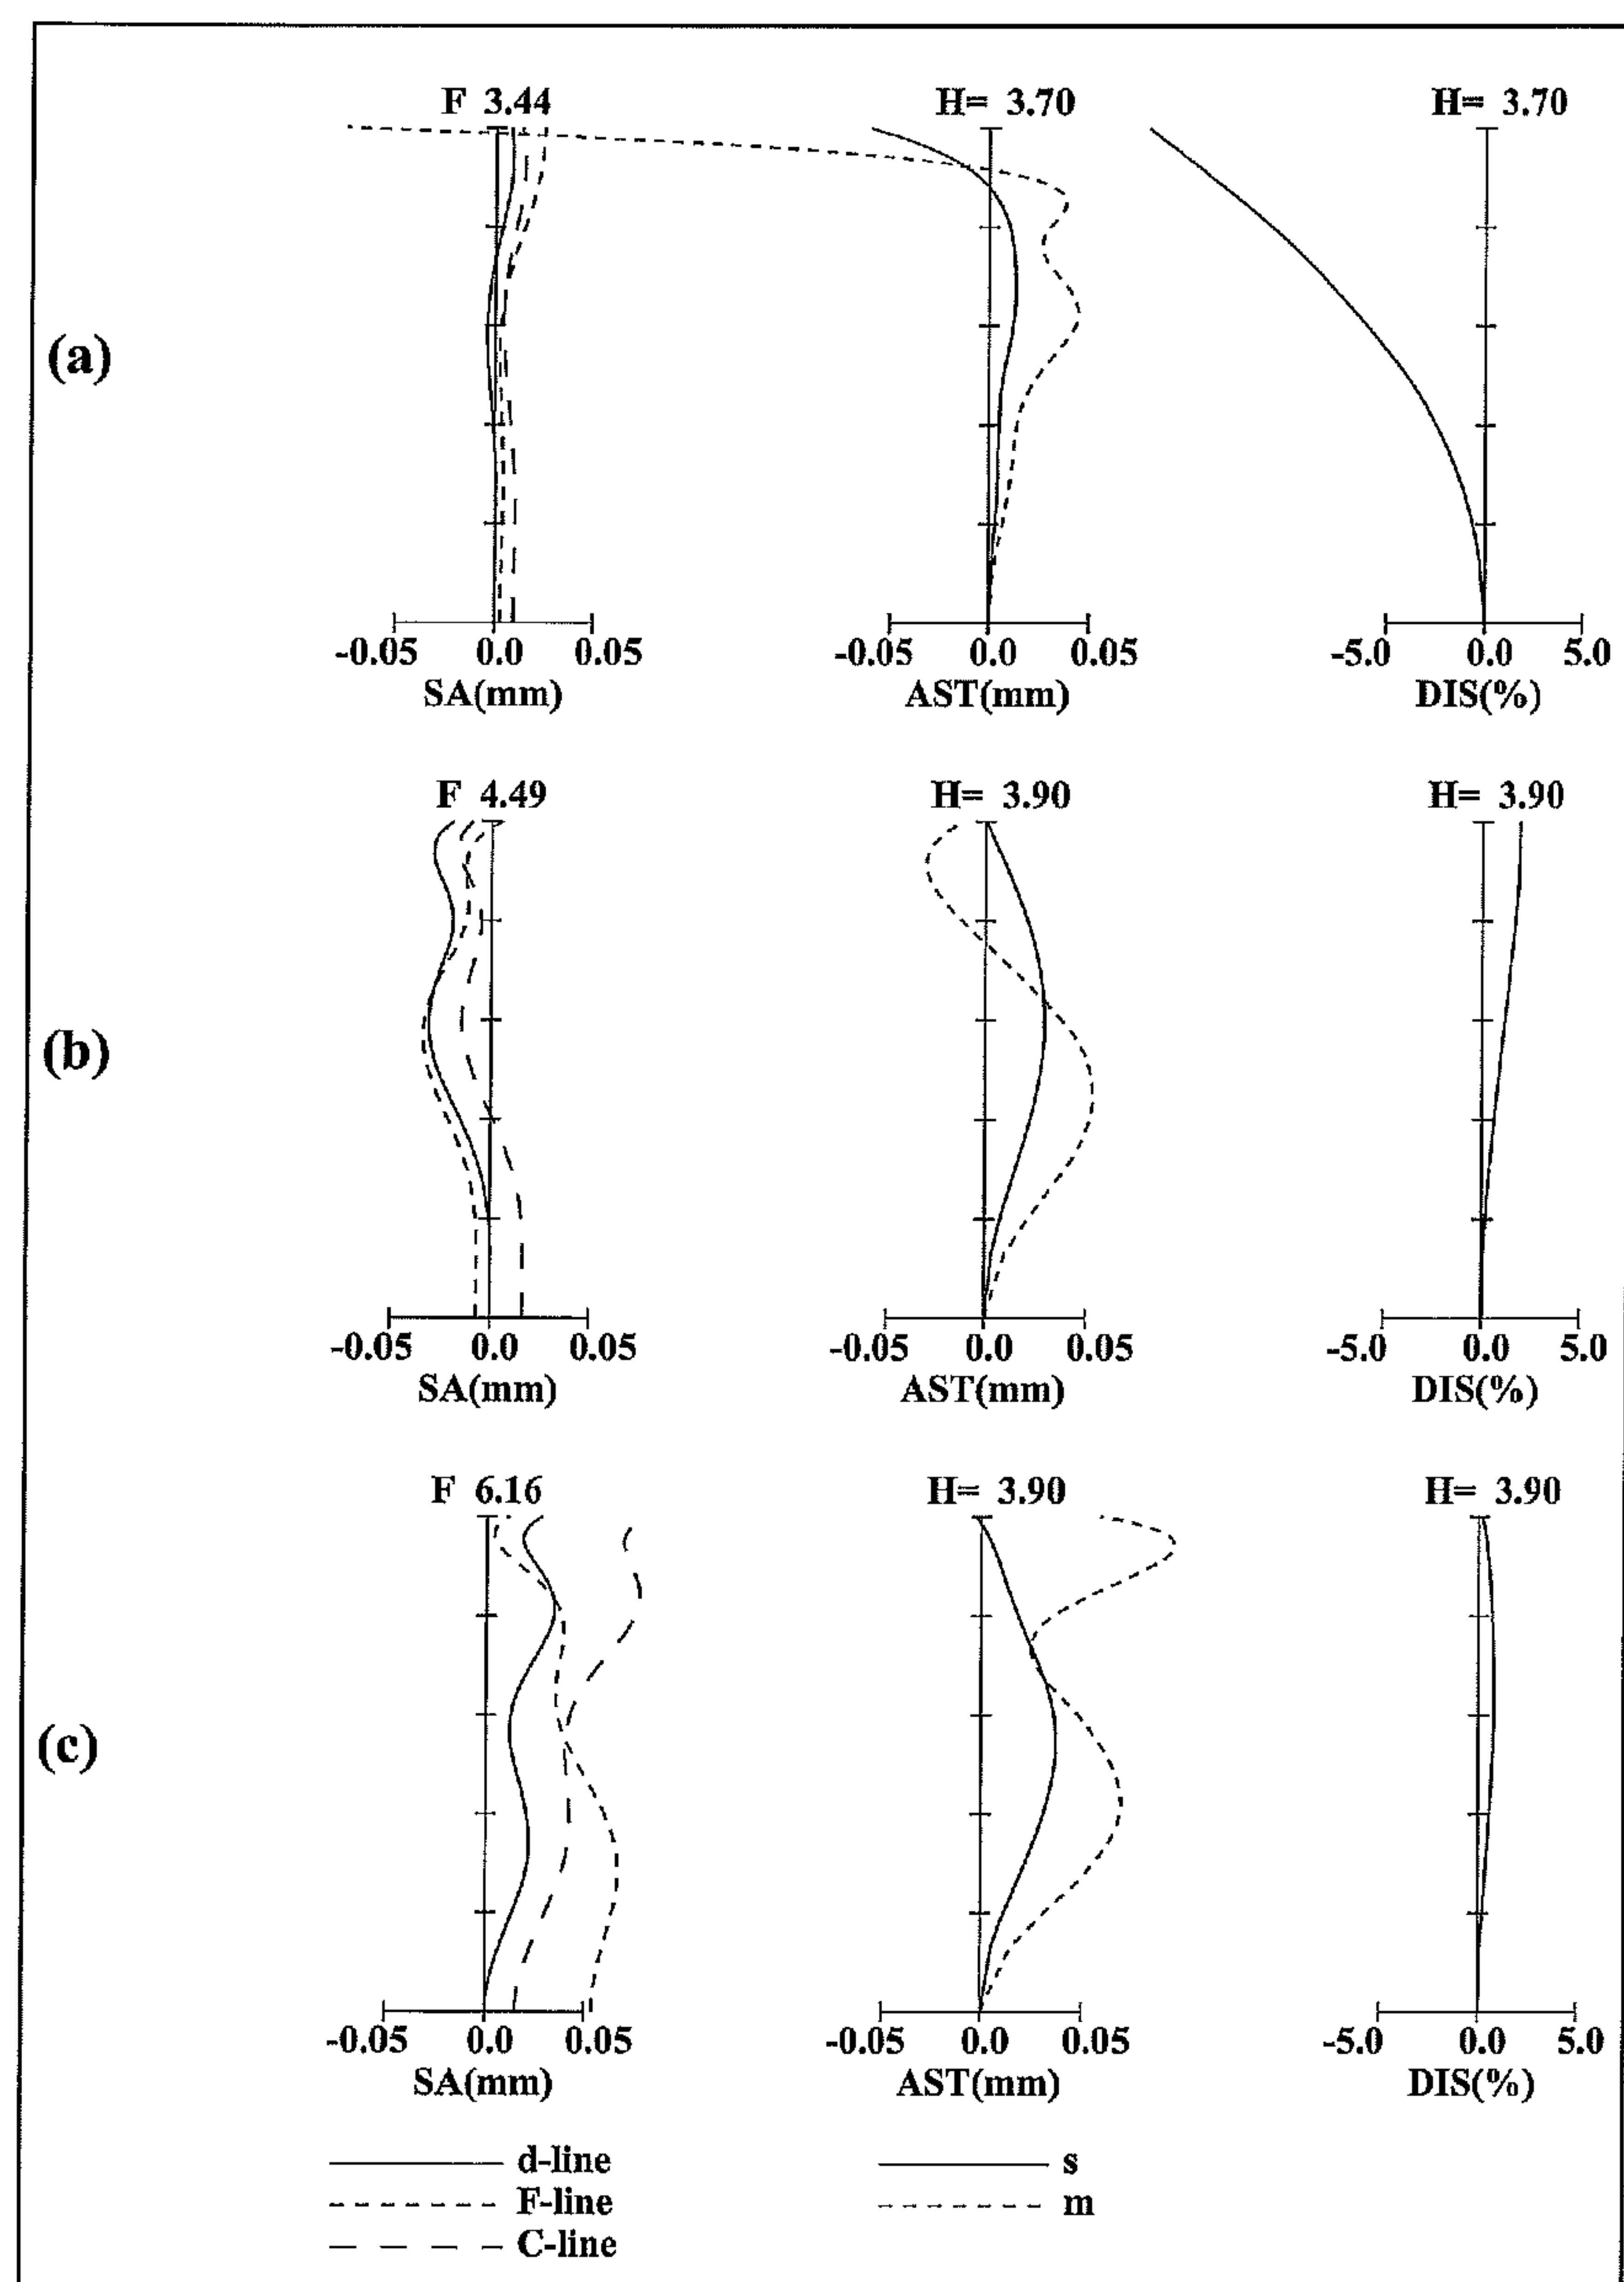 F 3.44 H= 3.70 H= 3.70
(a)
-0.05 0.0 0.05 -0.05 0.0 0.05 -5.0 0.0 5.0
SA(mm) AST(mm) DIS(%)
F 4.49 H= 3.90 H= 3.90
(b)
-0.05 0.0 0.05 -0.05 0.0 0.05 -5.0 0.0 5.0
SA(mm) AST(mm) DIS(%)
F 6.16 H= 3.90 H= 3.90
(c)
-0.05 0.0 0.05 -0.05 0.0 0.05 -5.0 0.0 5.0
SA(mm) AST(mm) DIS(%)
d-line s
F-line m
C-line